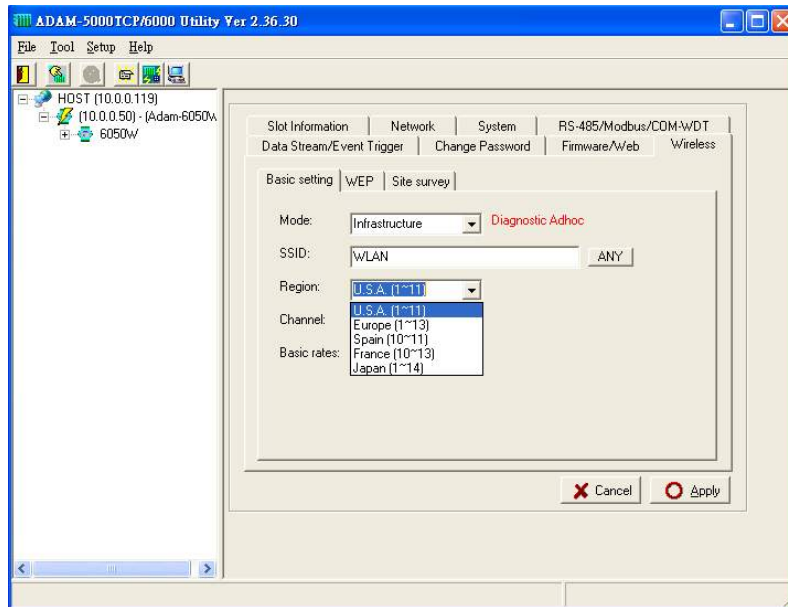 ADAM-5000TCP/6000 Utility Ver 2.36.30
File Tool Setup Help
HOST (10.0.0.119)
(10.0.0.50) - (Adam-6050W
6050W
Slot Information Network System RS-485/Modbus/COM-WDT
Data Stream/Event Trigger Change Password Firmware/Web Wireless
Basic setting WEP Site survey
Mode: Infrastructure Diagnostic Adhoc
SSID: WLAN ANY
Region: U.S.A. (1~11)
U.S.A. (1~11)
Channel: Europe (1~13)
Spain (10~11)
Basic rates: France (10~13)
Japan (1~14)
Cancel Apply